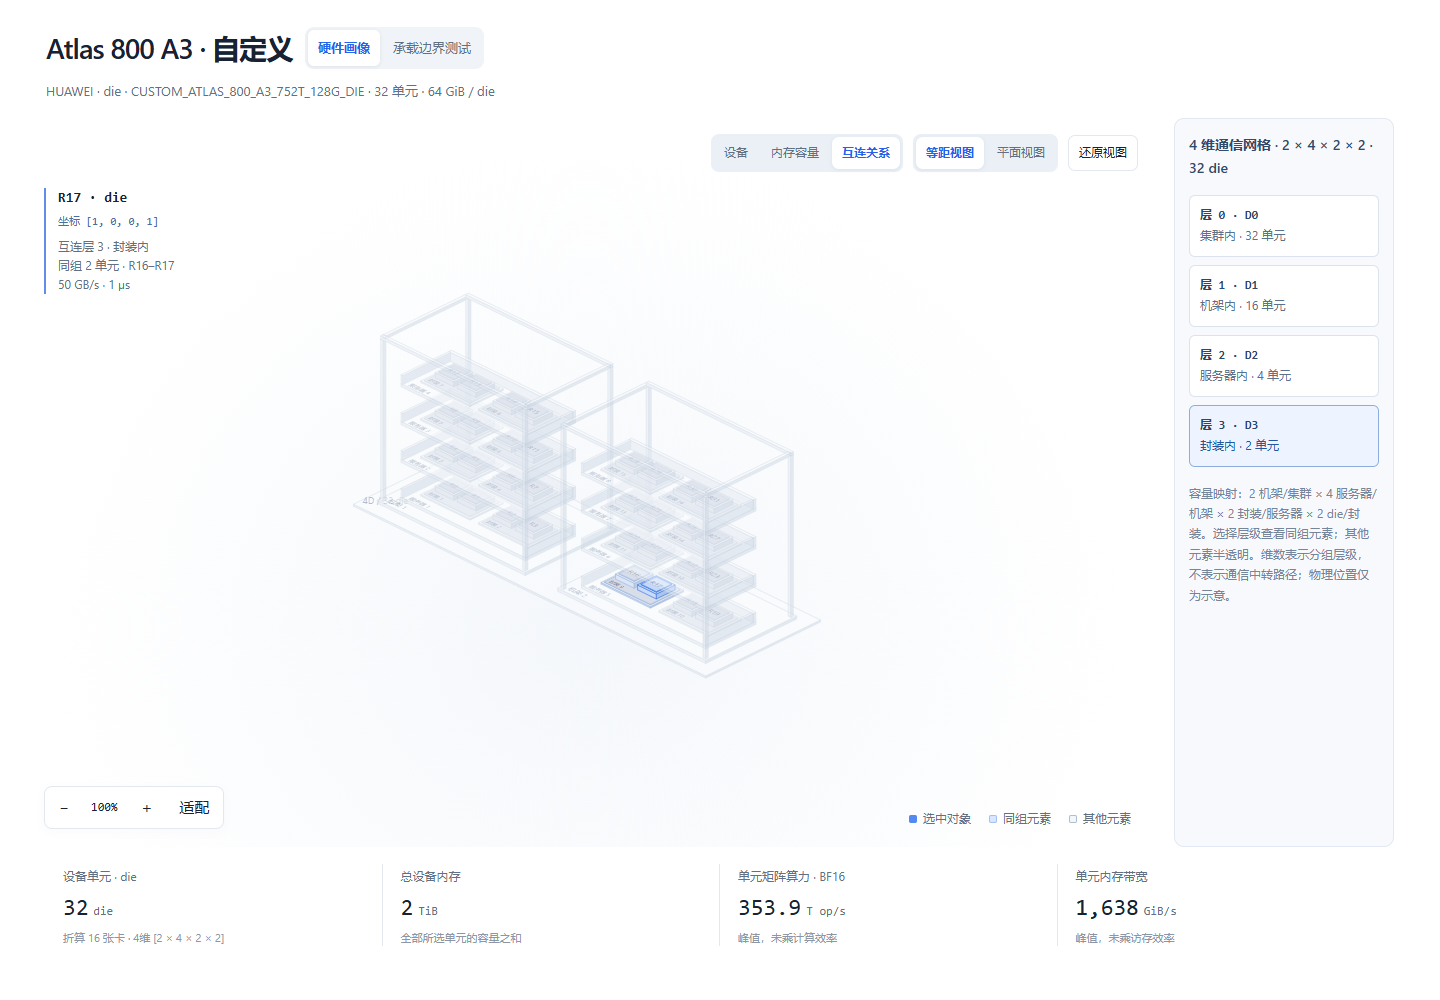 Atlas 800 A3 · 自定义
硬件画像
承载边界测试
HUAWEI · die · CUSTOM_ATLAS_800_A3_752T_128G_DIE · 32 单元 · 64 GiB / die
设备
内存容量
互连关系
等距视图
平面视图
还原视图
R17 · die
坐标 [1, 0, 0, 1]
互连层 3 · 封装内
同组 2 单元 · R16–R17
50 GB/s · 1 μs
4 维通信网格 · 2 × 4 × 2 × 2 ·
32 die
层 0 · D0
集群内 · 32 单元
层 1 · D1
机架内 · 16 单元
层 2 · D2
服务器内 · 4 单元
层 3 · D3
封装内 · 2 单元
容量映射：2 机架/集群 × 4 服务器/
机架 × 2 封装/服务器 × 2 die/封
装。选择层级查看同组元素；其他
元素半透明。维数表示分组层级，
不表示通信中转路径；物理位置仅
为示意。
− 100% + 适配
选中对象
同组元素
其他元素
设备单元 · die
32 die
折算 16 张卡 · 4维 [2 × 4 × 2 × 2]
总设备内存
2 TiB
全部所选单元的容量之和
单元矩阵算力 · BF16
353.9 T op/s
峰值，未乘计算效率
单元内存带宽
1,638 GiB/s
峰值，未乘访存效率